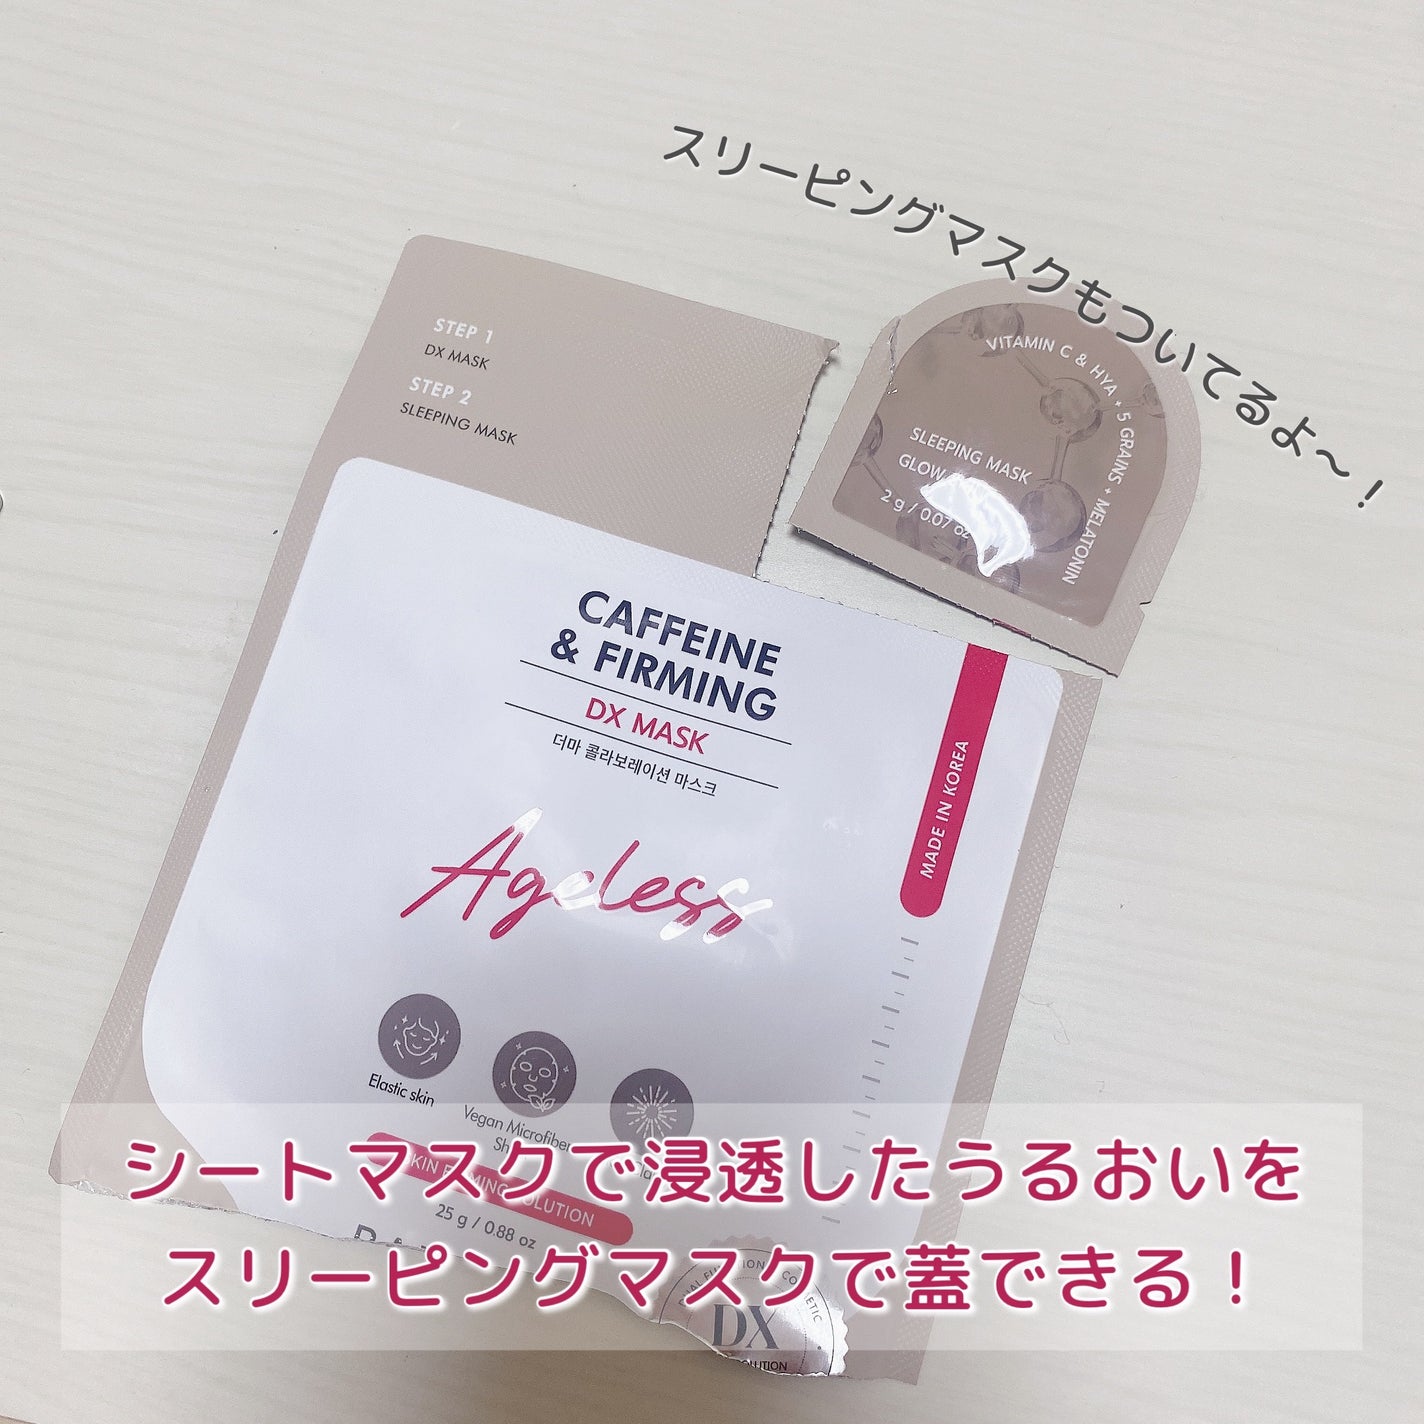 スリーピングマスクもついてるよ～！
STEP 1
DX MASK
STEP 2
SLEEPING MASK
VITAMIN C & HYA + 5 GRAINS + MELATONIN
SLEEPING MASK
GLOW
2 g / 0.07 oz
CAFFEINE
& FIRMING
DX MASK
더마 콜라보레이션 마스크
MADE IN KOREA
Ageless
Elastic skin
Vegan Microfiber
シートマスクで浸透したうるおいを
SKIN FIRMING SOLUTION
25 g / 0.88 oz
スリーピングマスクで蓋できる！
DX